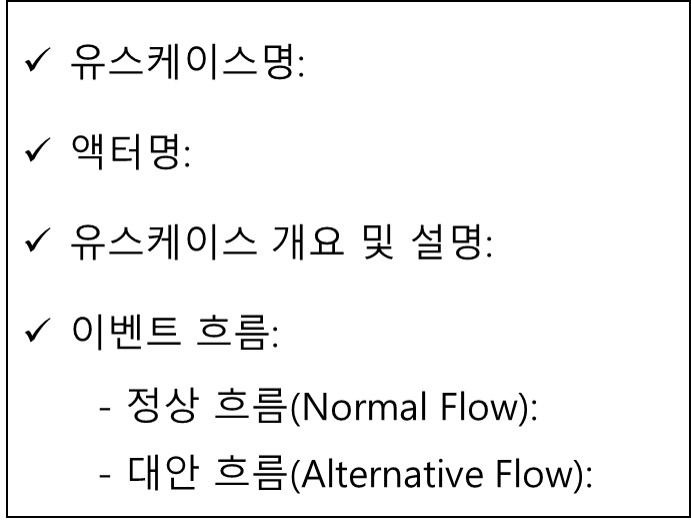 ✓ 유스케이스명:
✓ 액터명:
✓ 유스케이스 개요 및 설명:
✓ 이벤트 흐름:
- 정상 흐름(Normal Flow):
- 대안 흐름(Alternative Flow):